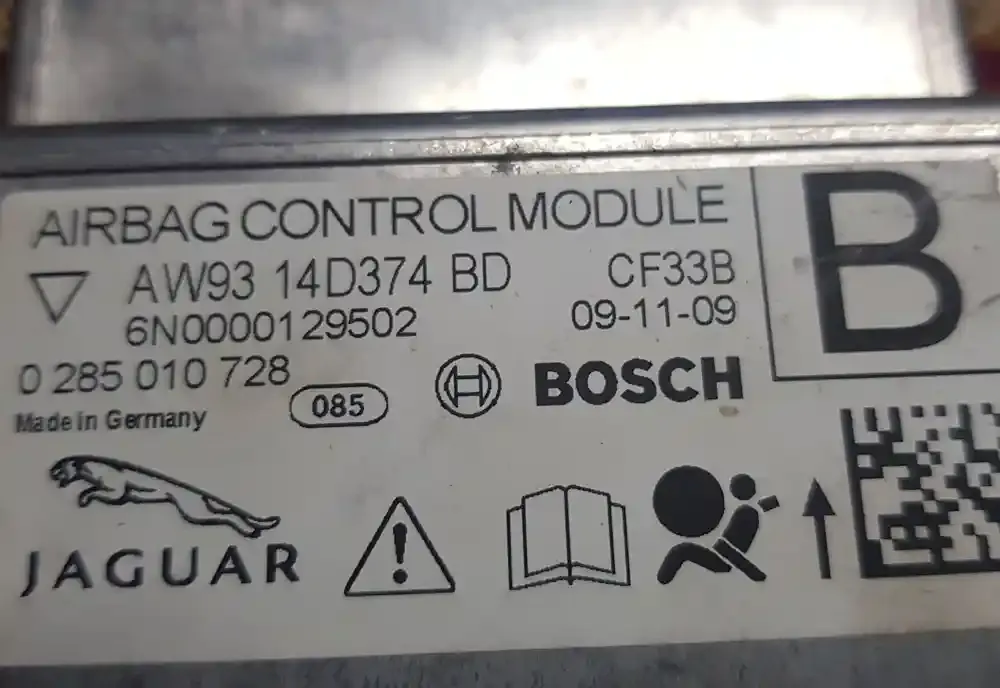 AIRBAG CONTROL MODULE
B
AW93 14D374 BD CF33B
6N0000129502 09-11-09
0 285 010 728
085
BOSCH
Made in Germany
JAGUAR